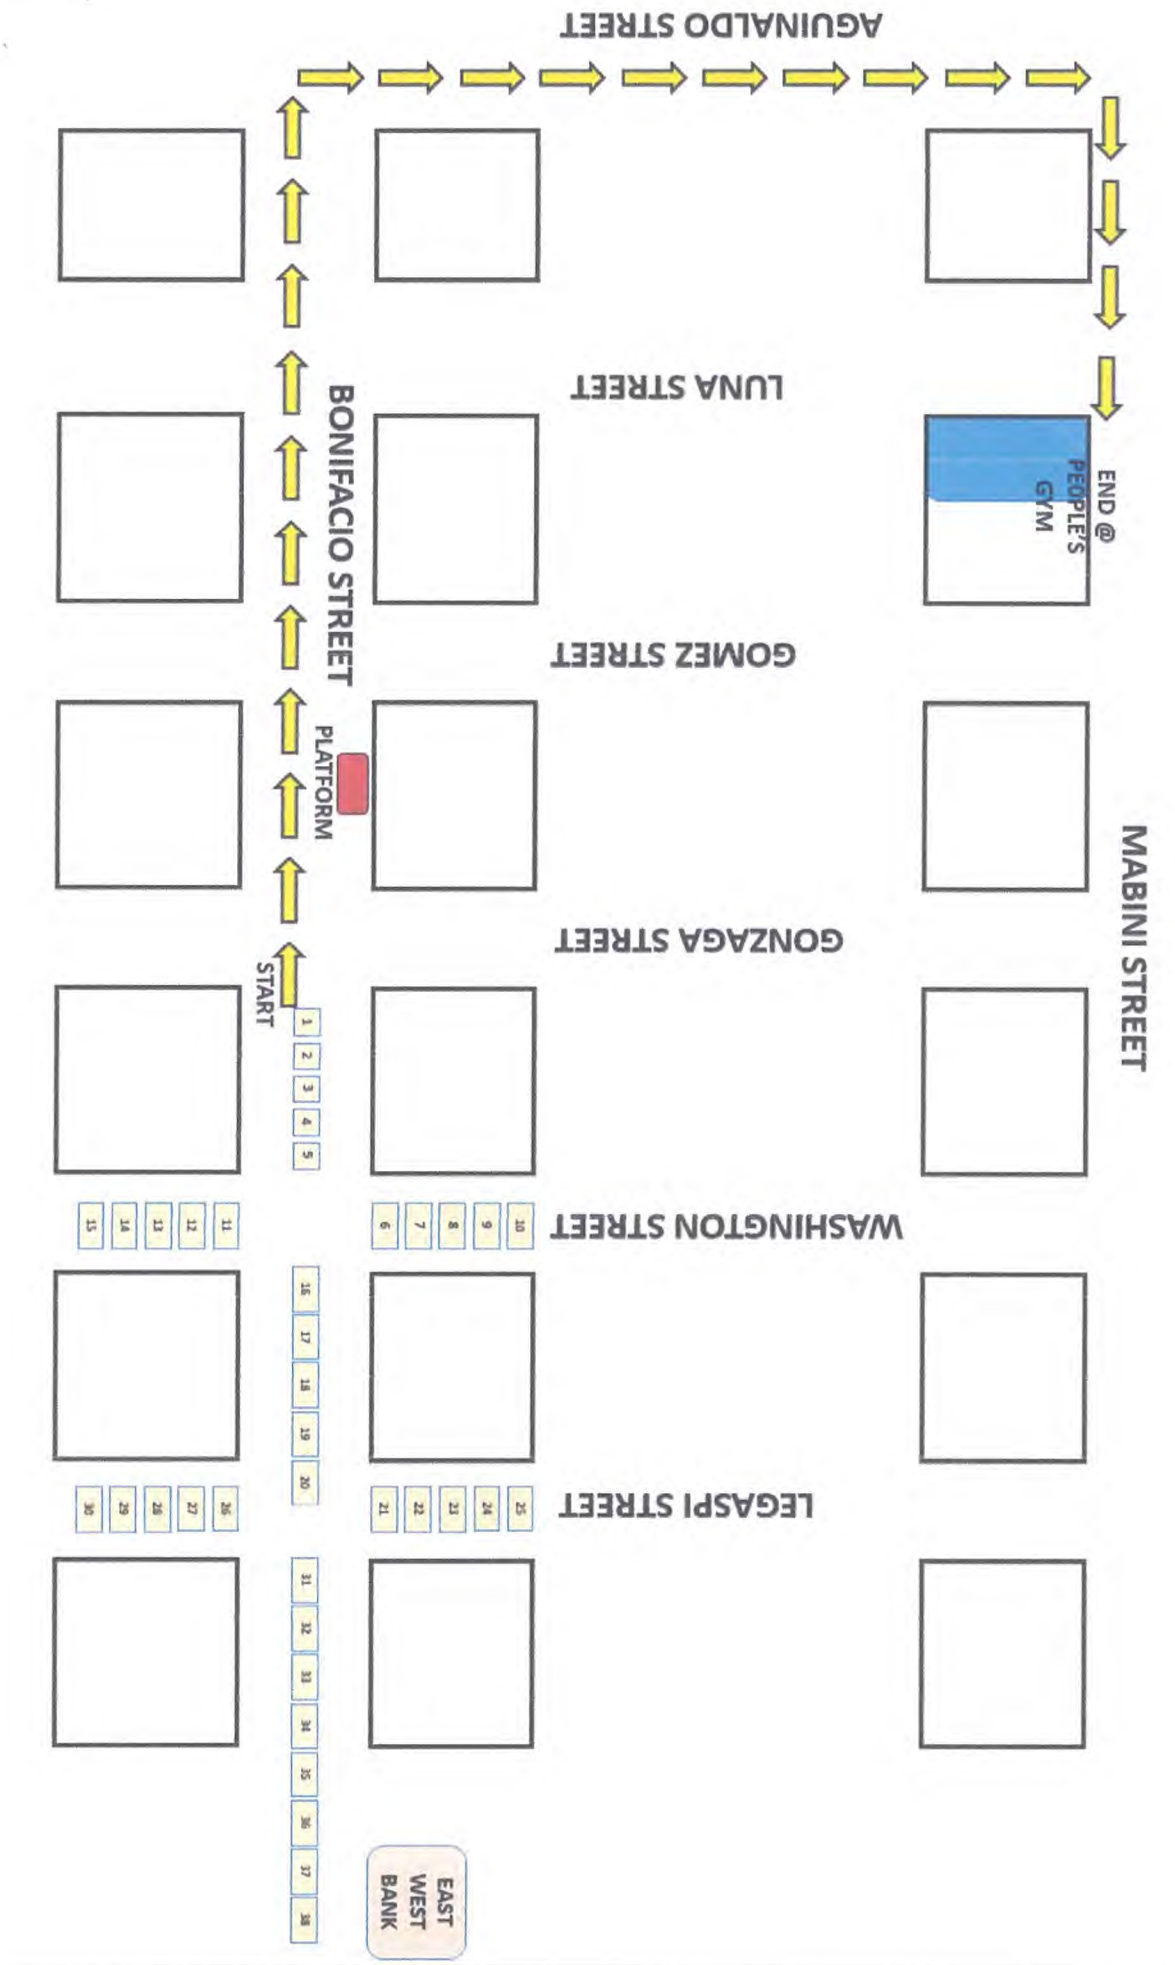 AGUINALDO STREET
LUNA STREET
BONIFACIO STREET
END @
PEOPLE'S
GYM
GOMEZ STREET
PLATFORM
MABINI STREET
GONZAGA STREET
START
1
2
3
4
5
15 14 13 12 11
6 7 8 9 10
WASHINGTON STREET
16
17
18
19
20
30 29 28 27 26
21 22 23 24 25
LEGASPI STREET
31
32
33
34
35
36
37
38
EAST
WEST
BANK